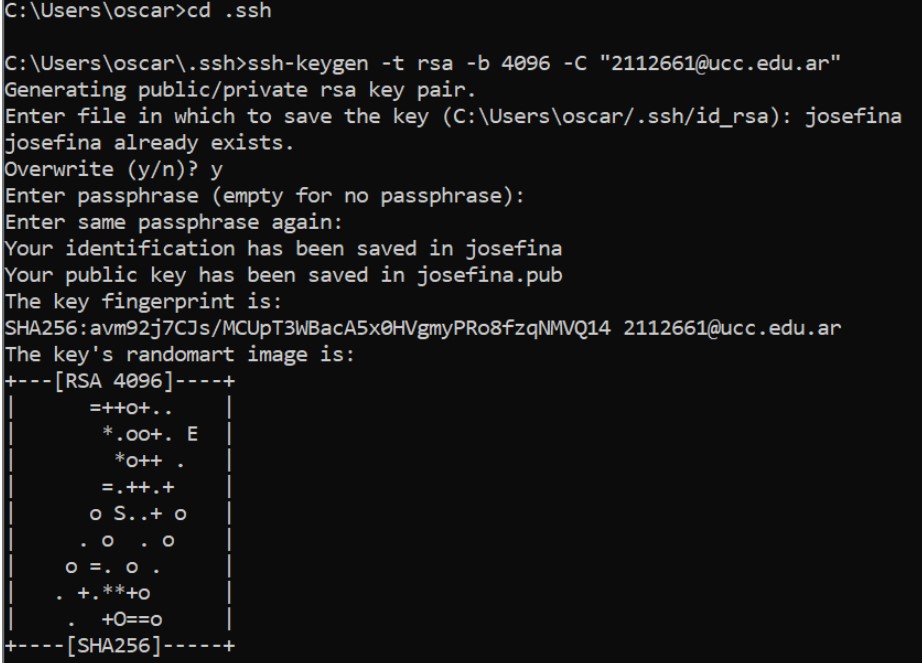 C:\Users\oscar>cd .ssh
C:\Users\oscar\.ssh>ssh-keygen -t rsa -b 4096 -C "2112661@ucc.edu.ar"
Generating public/private rsa key pair.
Enter file in which to save the key (C:\Users\oscar/.ssh/id_rsa): josefina
josefina already exists.
Overwrite (y/n)? y
Enter passphrase (empty for no passphrase):
Enter same passphrase again:
Your identification has been saved in josefina
Your public key has been saved in josefina.pub
The key fingerprint is:
SHA256:avm92j7CJs/MCUpT3WBacA5x0HVgmyPRo8fzqNMVQ14 2112661@ucc.edu.ar
The key's randomart image is:
+---[RSA 4096]----+
|      =++o+..    |
|       *.oo+. E  |
|        *o++ .   |
|       =.++.+    |
|      o S..+ o   |
|     . o  . o    |
|    o =. o .     |
|   . +.**+o      |
|    .  +O==o     |
+----[SHA256]-----+